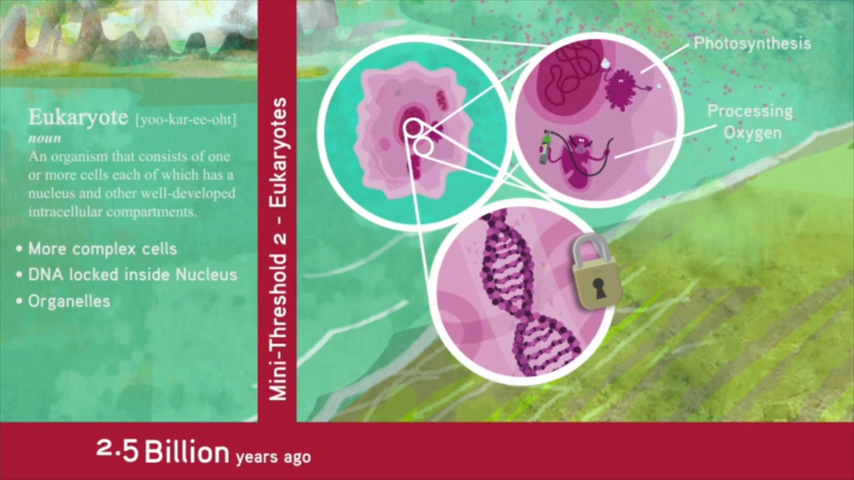 Eukaryote [yoo-kar-ee-oht]
noun
An organism that consists of one
or more cells each of which has a
nucleus and other well-developed
intracellular compartments.
• More complex cells
• DNA locked inside Nucleus
• Organelles
Mini-Threshold 2 - Eukaryotes
Photosynthesis
Processing
Oxygen
2.5 Billion years ago